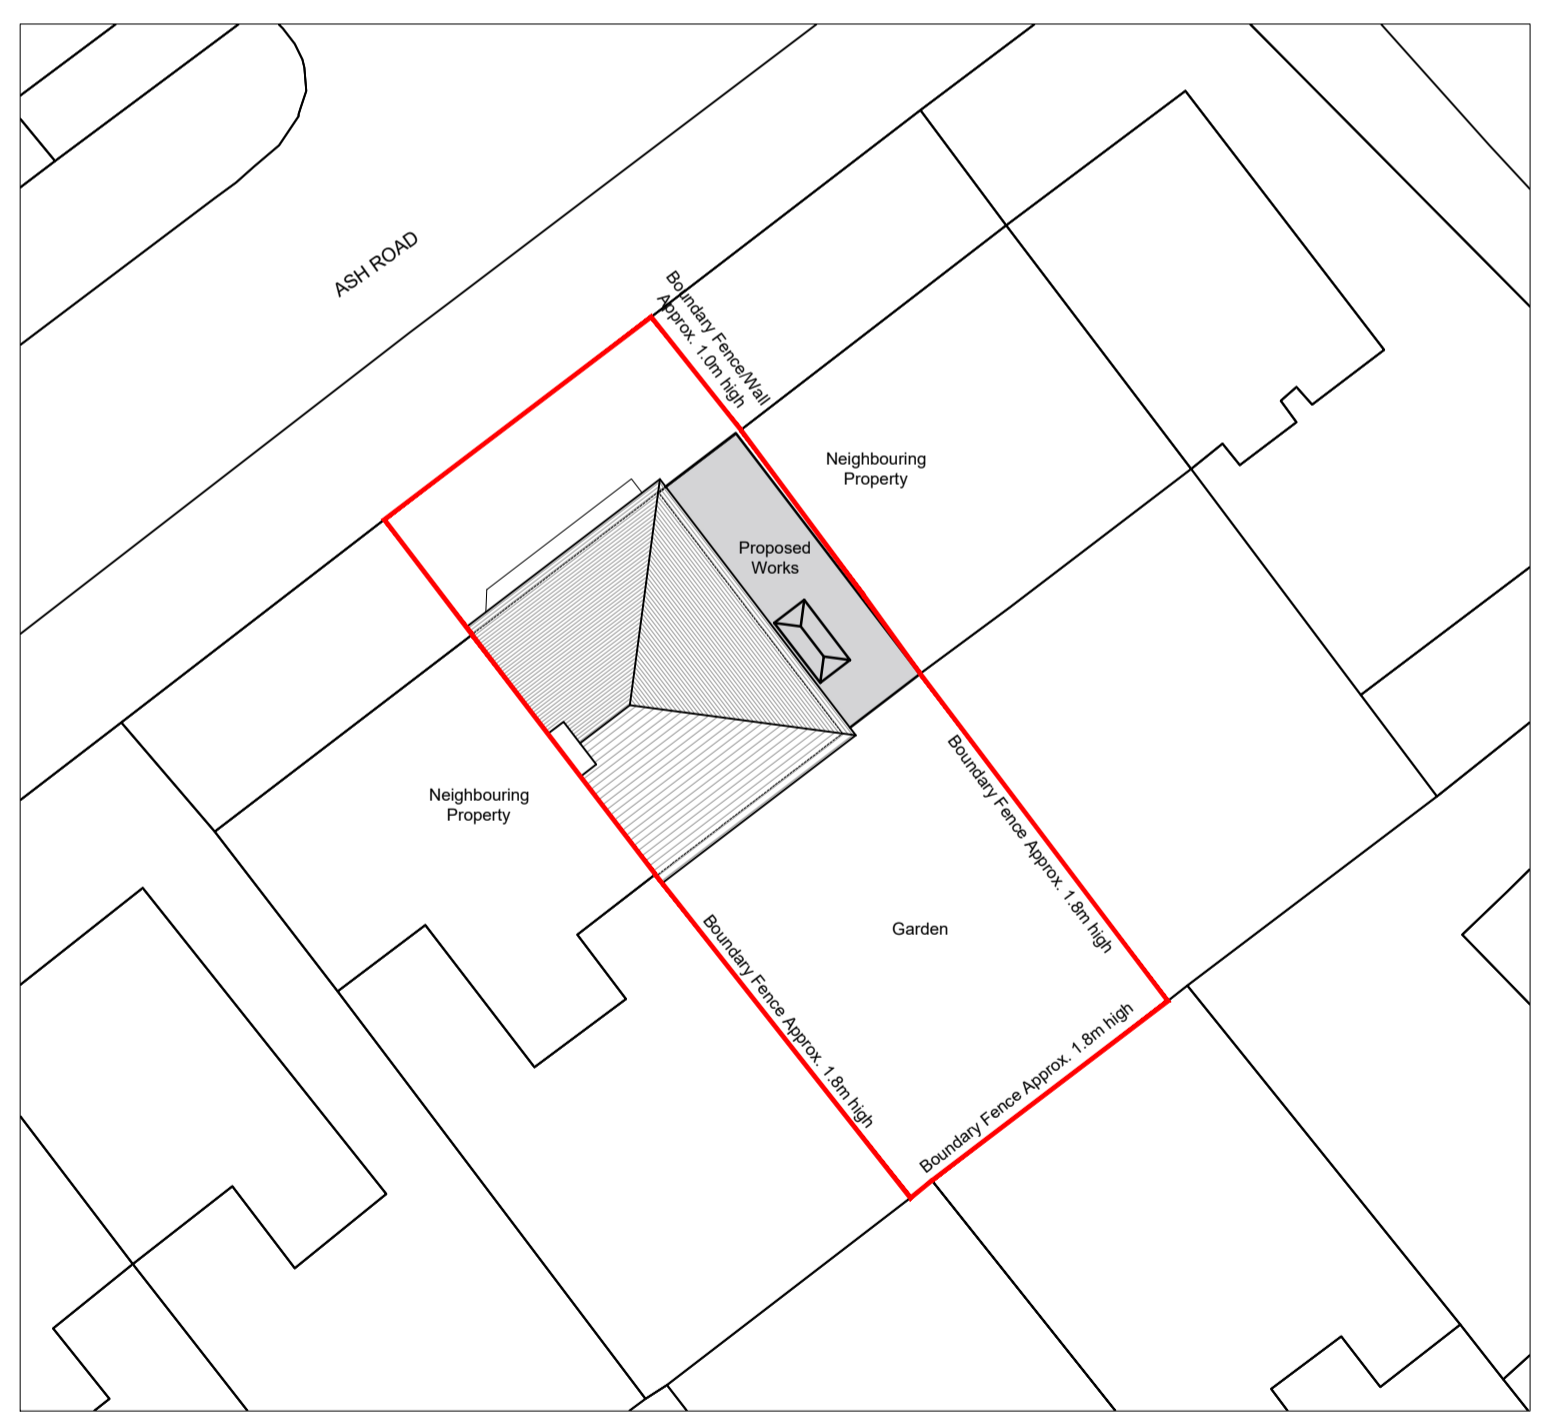 ASH ROAD
Boundary Fence/Wall
Approx. 1.0m high
Neighbouring
Property
Proposed
Works
Neighbouring
Property
Boundary Fence Approx. 1.8m high
Garden
Boundary Fence Approx. 1.8m high
Boundary Fence Approx. 1.8m high